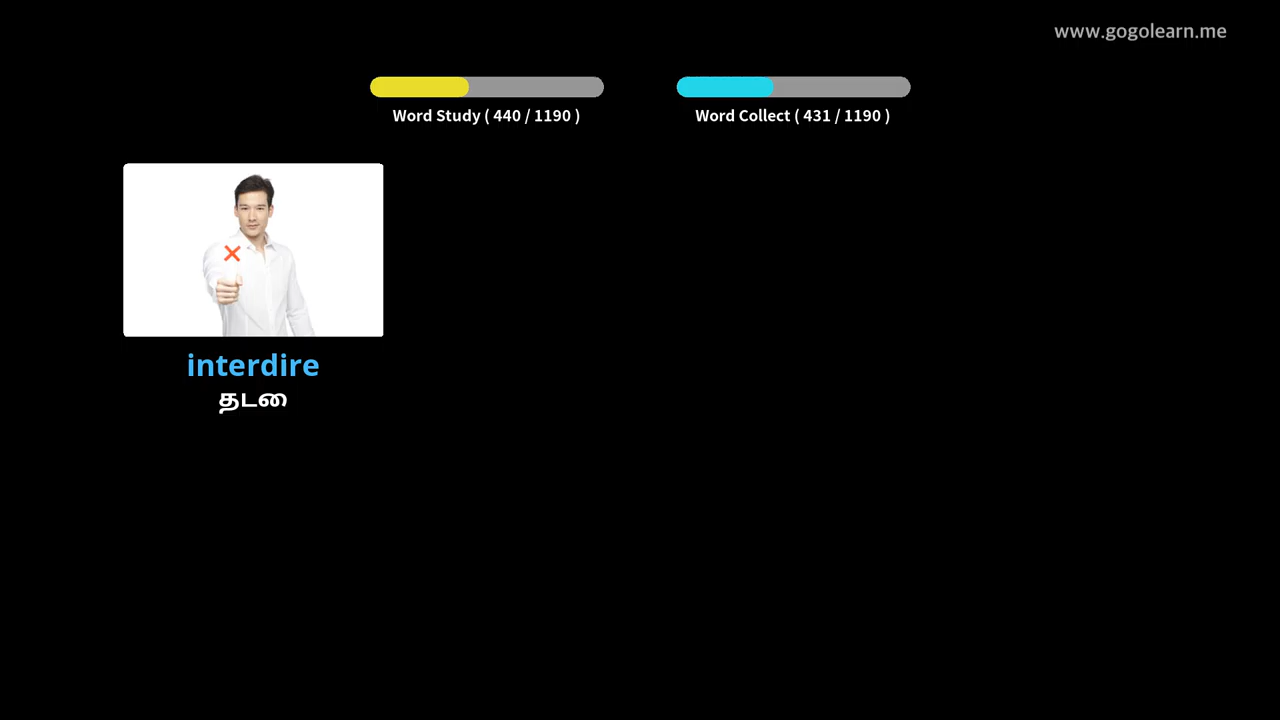 www.gogolearn.me
Word Study ( 440 / 1190 )
Word Collect ( 431 / 1190 )
interdire
தடை